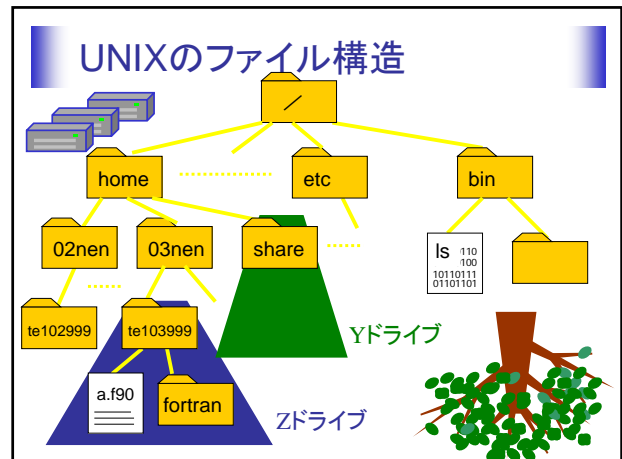 UNIXのファイル構造
／
home
etc
bin
02nen
03nen
share
ls
110
100
10110111
01101101
te102999
te103999
Yドライブ
a.f90
fortran
Zドライブ